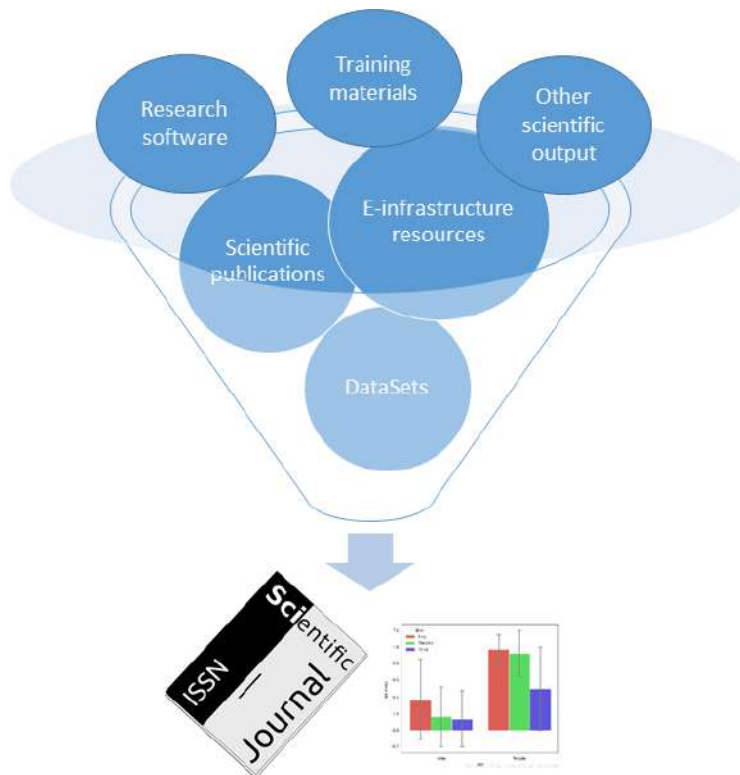 Training
materials
Research
software
Other
scientific
output
E-infrastructure
resources
Scientific
publications
DataSets
Scientific
ISSN
Journal